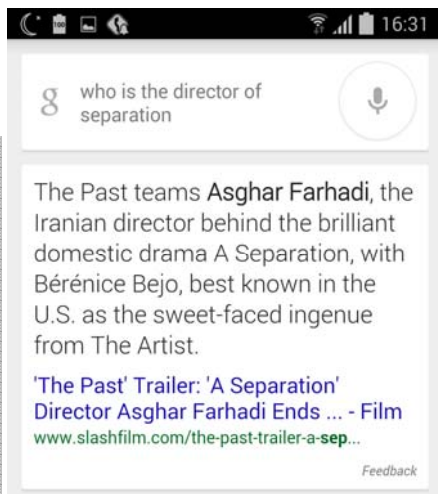 16:31
g who is the director of
separation
The Past teams Asghar Farhadi, the
Iranian director behind the brilliant
domestic drama A Separation, with
Bérénice Bejo, best known in the
U.S. as the sweet-faced ingenue
from The Artist.
'The Past' Trailer: 'A Separation'
Director Asghar Farhadi Ends ... - Film
www.slashfilm.com/the-past-trailer-a-sep...
Feedback